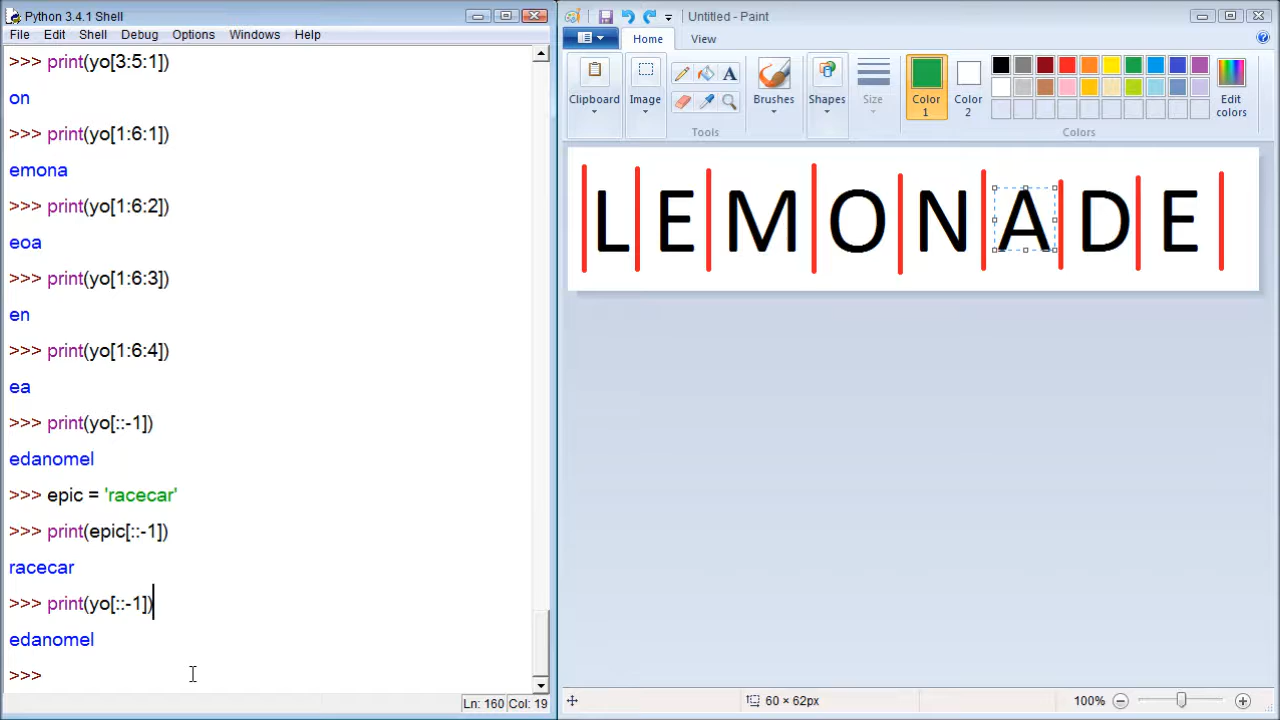 Python 3.4.1 Shell
File Edit Shell Debug Options Windows Help
>>> print(yo[3:5:1])
on
>>> print(yo[1:6:1])
emona
>>> print(yo[1:6:2])
eoa
>>> print(yo[1:6:3])
en
>>> print(yo[1:6:4])
ea
>>> print(yo[::-1])
edanomel
>>> epic = 'racecar'
>>> print(epic[::-1])
racecar
>>> print(yo[::-1])
edanomel
>>>
Ln: 160 Col: 19
Untitled - Paint
Home View
Clipboard Image Tools Brushes Shapes Size Color 1 Color 2 Edit colors
Colors
L E M O N A D E
60 × 62px
100%